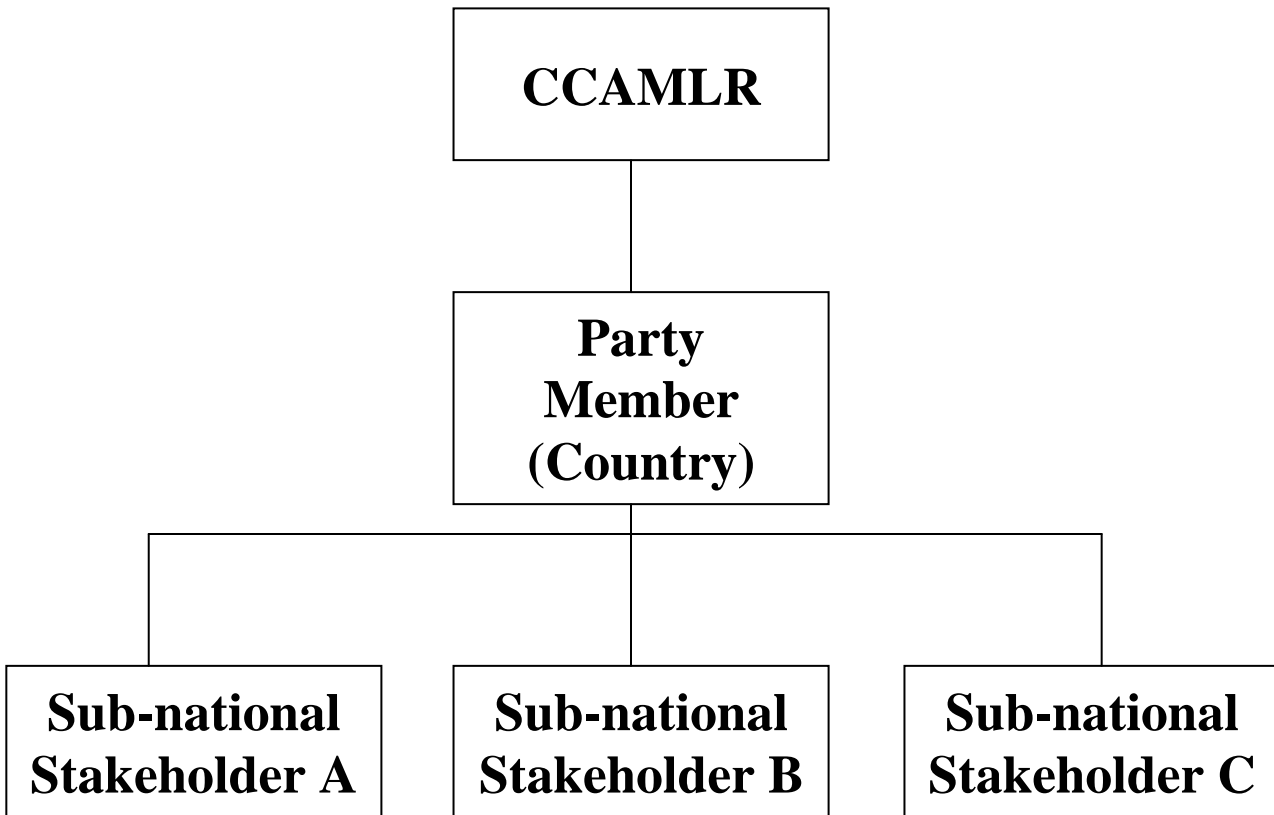 CCAMLR
Party
Member
(Country)
Sub-national
Stakeholder A
Sub-national
Stakeholder B
Sub-national
Stakeholder C